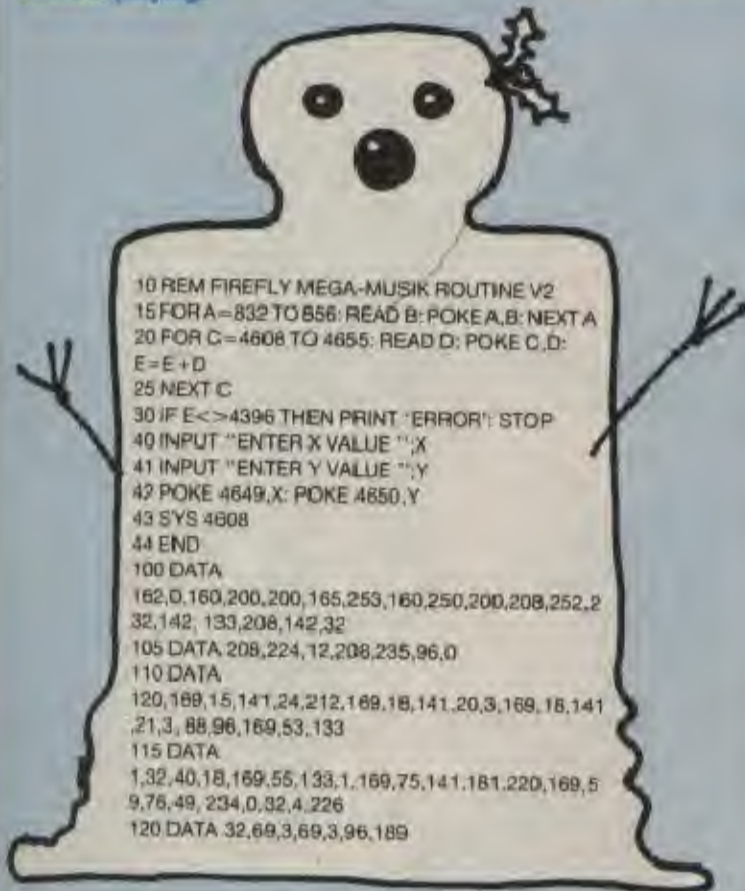 10 REM FIREFLY MEGA-MUSIK ROUTINE V2
15 FOR A=832 TO 856: READ B: POKE A,B: NEXT A
20 FOR C=4608 TO 4655: READ D: POKE C,D:
E=E+D
25 NEXT C
30 IF E<>4396 THEN PRINT "ERROR": STOP
40 INPUT "ENTER X VALUE ";X
41 INPUT "ENTER Y VALUE ";Y
42 POKE 4649,X: POKE 4650,Y
43 SYS 4608
44 END
100 DATA
162,0,160,200,200,165,253,160,250,200,208,252,2
32,142, 133,208,142,32
105 DATA 208,224,12,208,235,96,0
110 DATA
120,169,15,141,24,212,169,18,141,20,3,169,18,141
,21,3, 88,96,169,53,133
115 DATA
1,32,40,18,169,55,133,1,169,75,141,181,220,169,5
9,76,49, 234,0,32,4,226
120 DATA 32,69,3,69,3,96,189